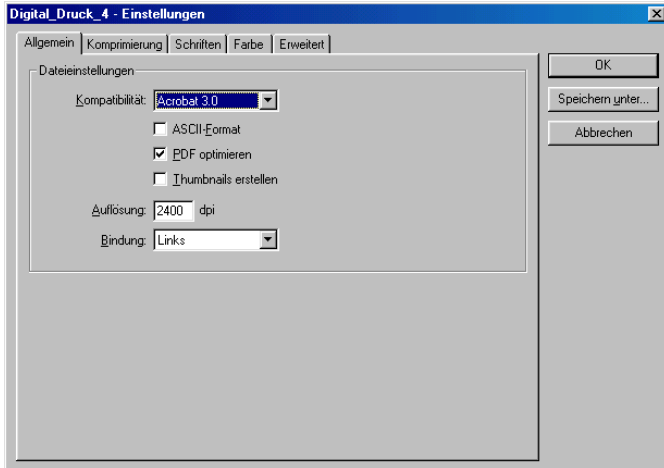 Digital_Druck_4 - Einstellungen
Allgemein Komprimierung Schriften Farbe Erweitert
Dateieinstellungen
Kompatibilität: Acrobat 3.0
ASCII-Format
PDF optimieren
Thumbnails erstellen
Auflösung: 2400 dpi
Bindung: Links
OK
Speichern unter...
Abbrechen